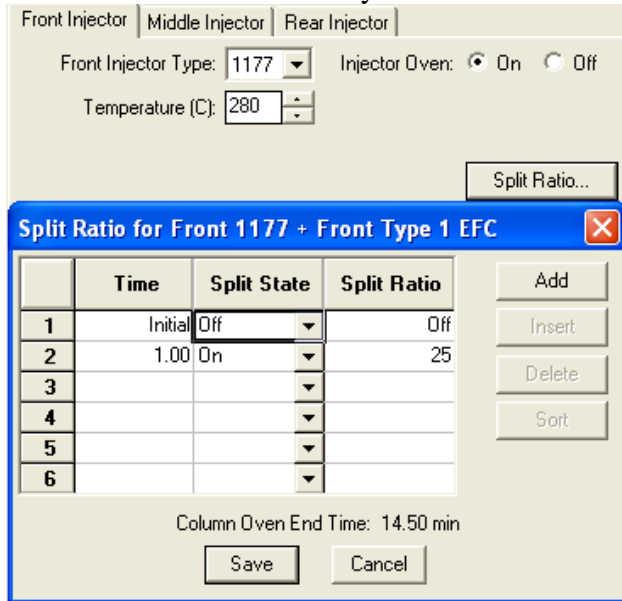 Front Injector Middle Injector Rear Injector
Front Injector Type: 1177 Injector Oven: On Off
Temperature (C): 280
Split Ratio...
Split Ratio for Front 1177 + Front Type 1 EFC
Time Split State Split Ratio Add
1 Initial Off Off Insert
2 1.00 On 25
3 Delete
4 Sort
5
6
Column Oven End Time: 14.50 min
Save Cancel